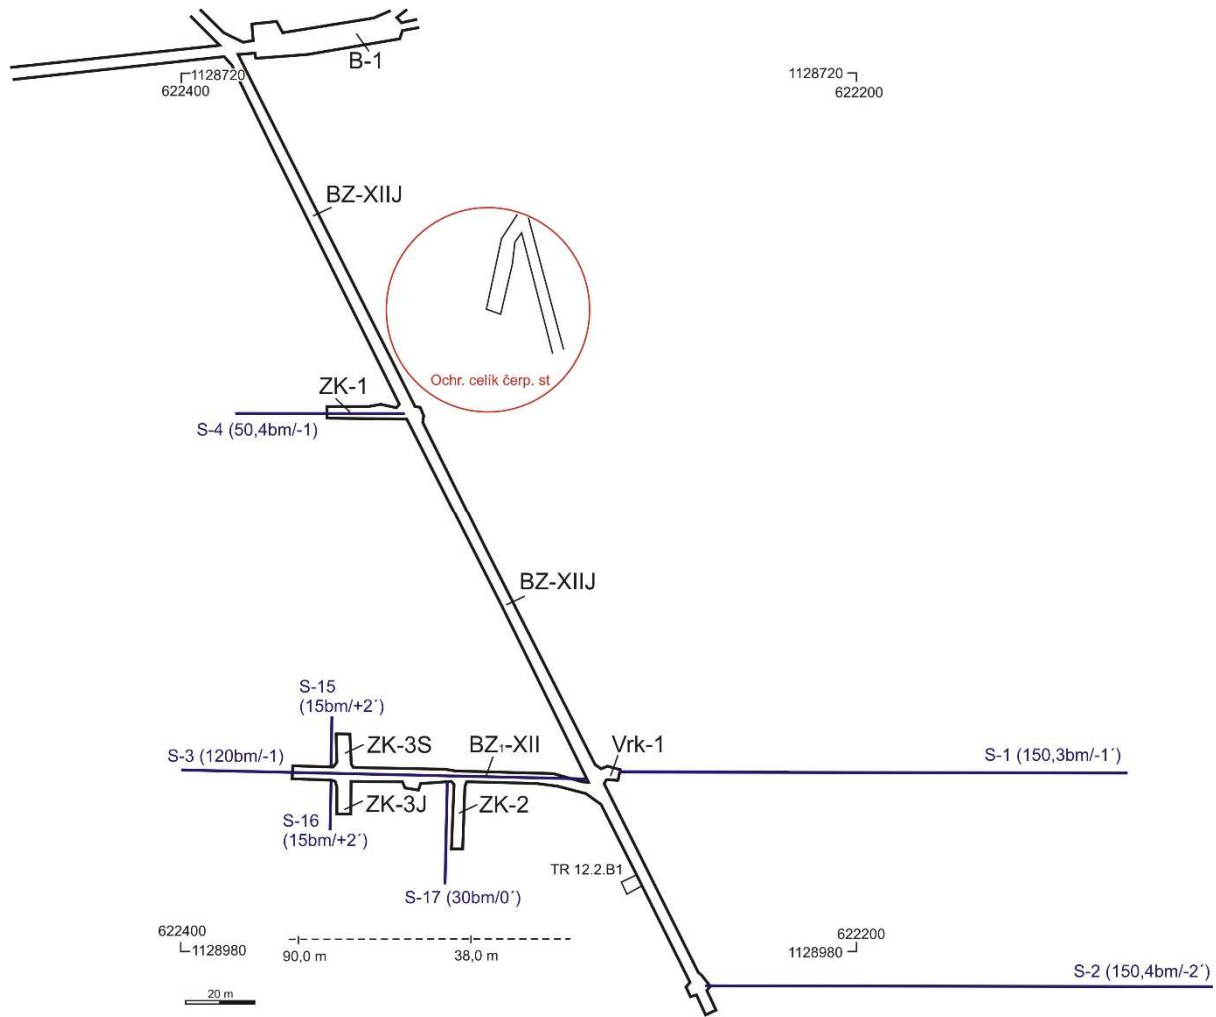 B-1
1128720
622400
1128720
622200
BZ-XIIJ
Ochr. celík čerp. st
ZK-1
S-4 (50,4bm/-1)
BZ-XIIJ
S-15
(15bm/+2´)
ZK-3S
BZ₁-XII
Vrk-1
S-3 (120bm/-1)
S-1 (150,3bm/-1´)
ZK-3J
ZK-2
S-16
(15bm/+2´)
TR 12.2.B1
S-17 (30bm/0´)
622400
1128980
622200
1128980
90,0 m
38,0 m
S-2 (150,4bm/-2´)
20 m